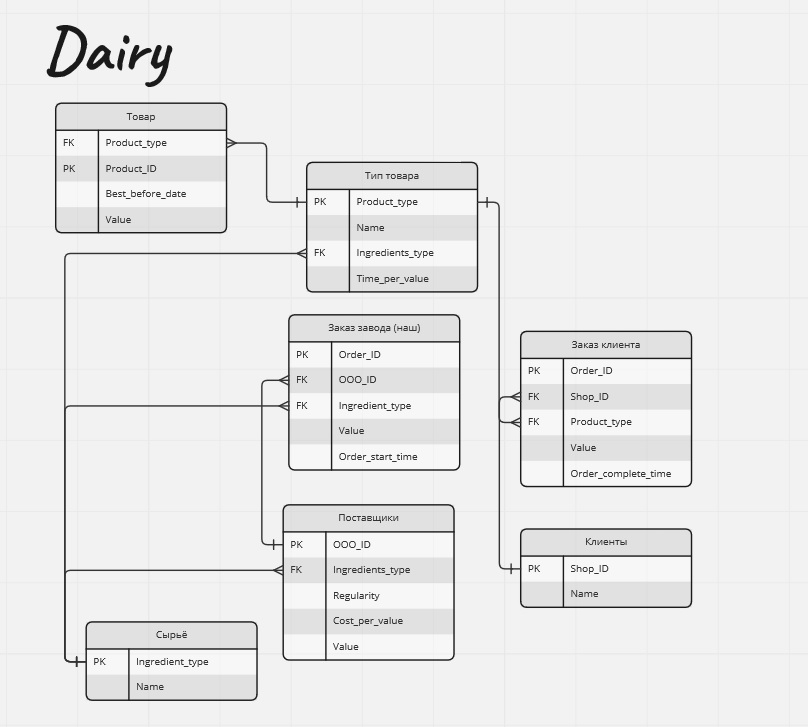 Dairy
Товар
FK Product_type
PK Product_ID
Best_before_date
Value
Тип товара
PK Product_type
Name
FK Ingredients_type
Time_per_value
Заказ завода (наш)
PK Order_ID
FK OOO_ID
FK Ingredient_type
Value
Order_start_time
Заказ клиента
PK Order_ID
FK Shop_ID
FK Product_type
Value
Order_complete_time
Поставщики
PK OOO_ID
FK Ingredients_type
Regularity
Cost_per_value
Value
Клиенты
PK Shop_ID
Name
Сырьё
PK Ingredient_type
Name